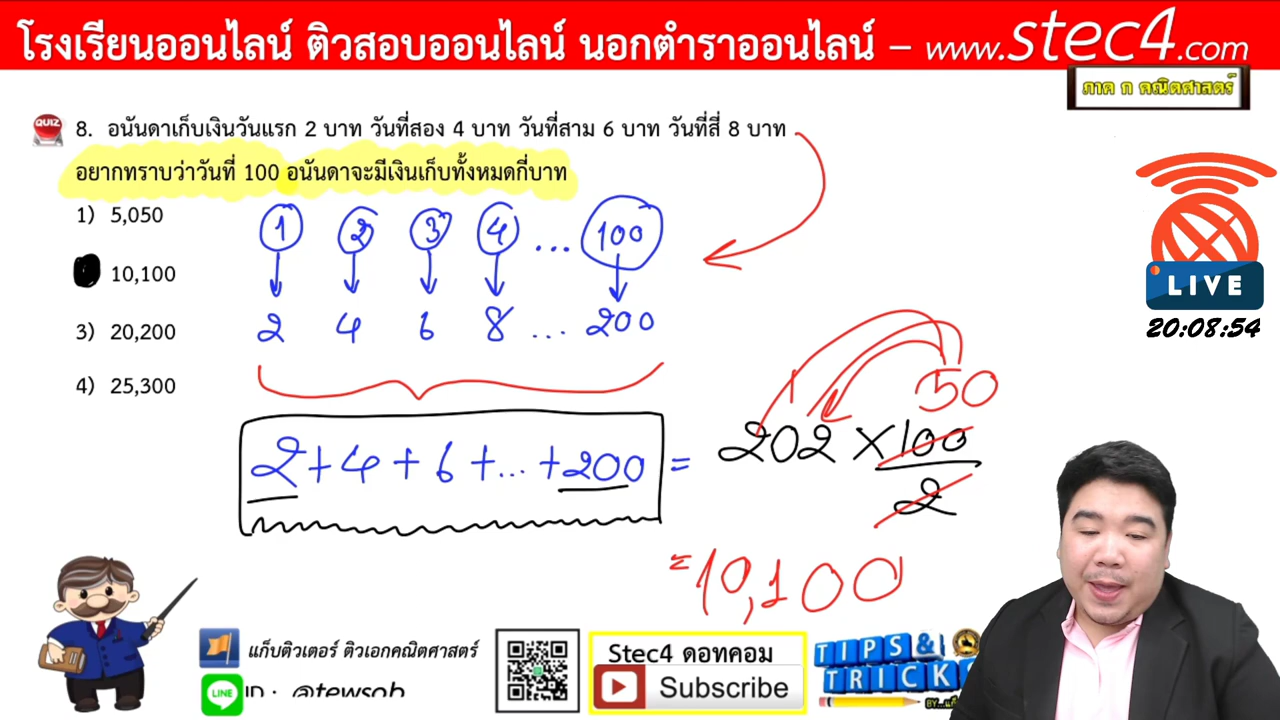 โรงเรียนออนไลน์ ติวสอบออนไลน์ นอกตำราออนไลน์ – www.stec4.com
ภาค ก คณิตศาสตร์
QUIZ 8. อนันดาเก็บเงินวันแรก 2 บาท วันที่สอง 4 บาท วันที่สาม 6 บาท วันที่สี่ 8 บาท
อยากทราบว่าวันที่ 100 อนันดาจะมีเงินเก็บทั้งหมดกี่บาท
1) 5,050
10,100
3) 20,200
4) 25,300
1 2 3 4 ... 100
2 4 6 8 ... 200
2+4+6+...+200 = 202 × 100/2
50
= 10,100
LIVE
20:08:54
แก็บติวเตอร์ ติวเอกคณิตศาสตร์
LINE ID : @tewsob
Stec4 ดอทคอม
Subscribe
TIPS &
TRICK